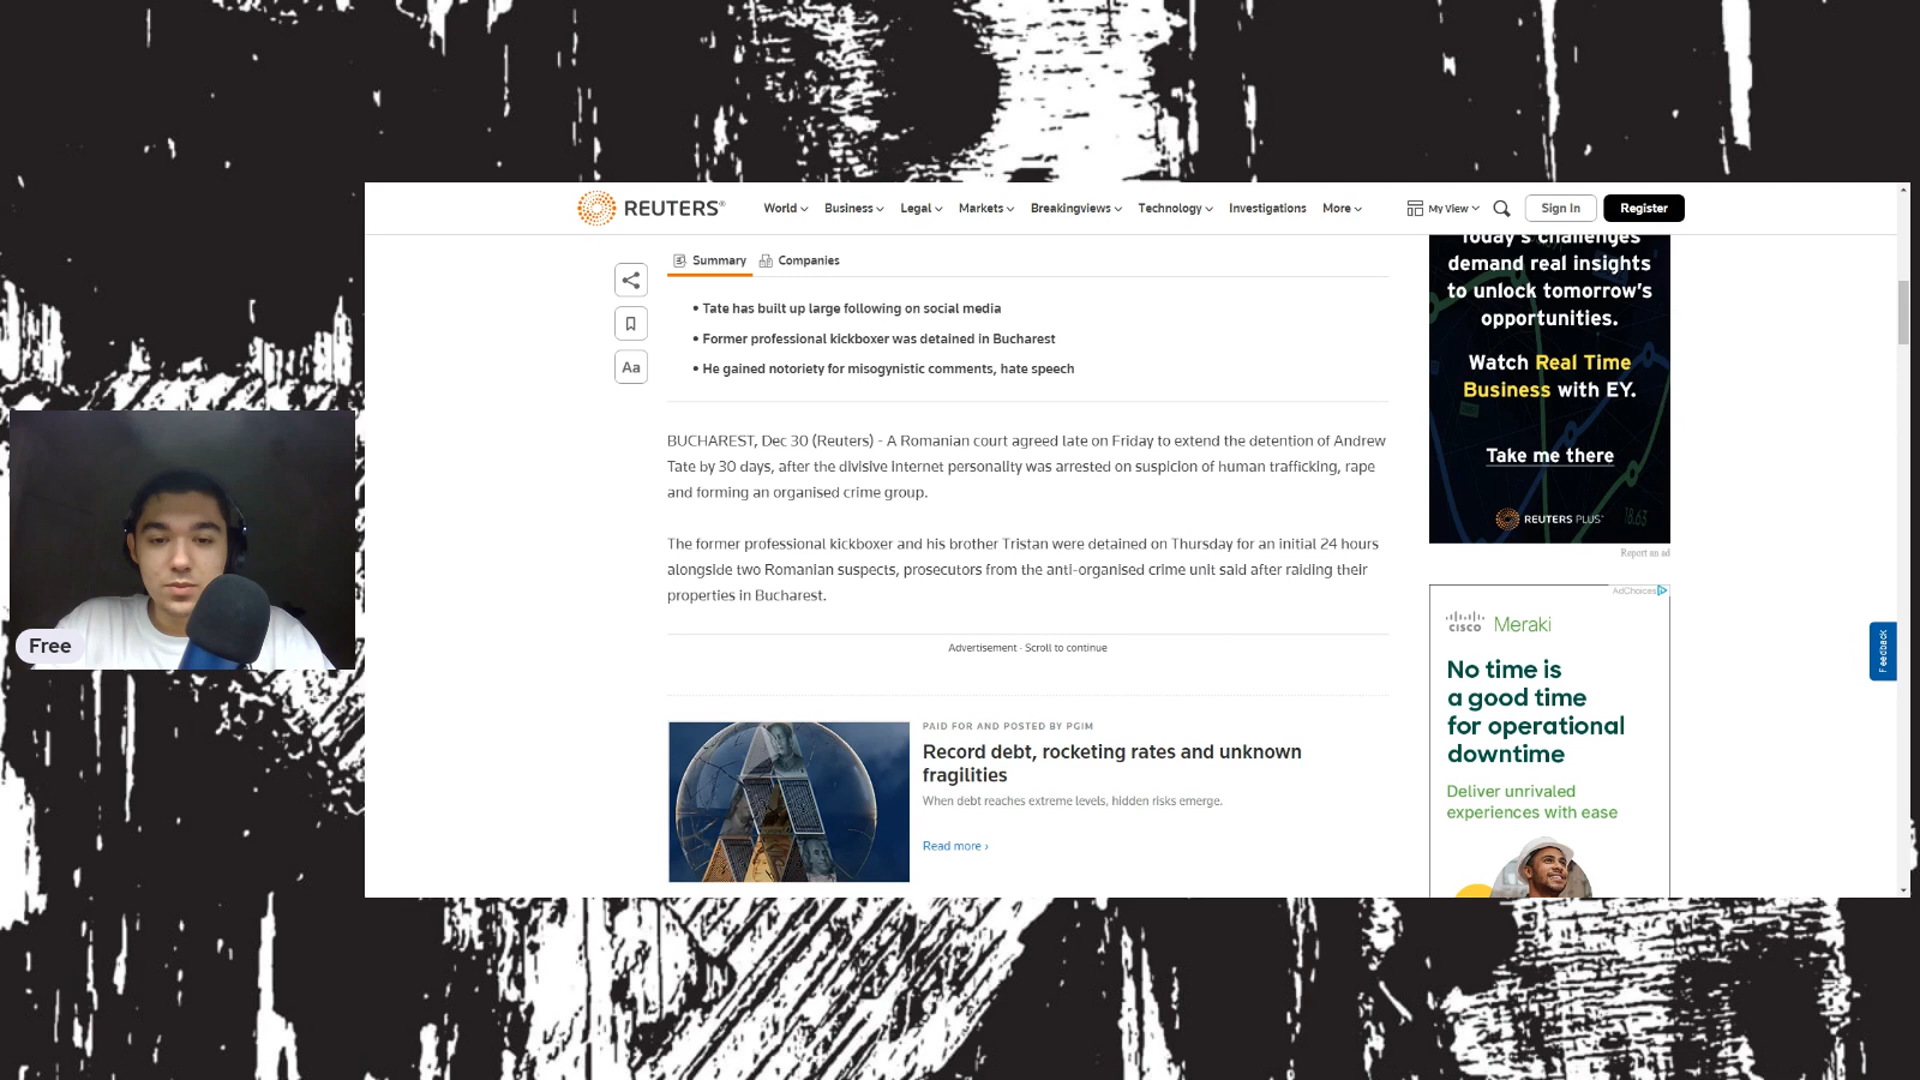 REUTERS®
World
Business
Legal
Markets
Breakingviews
Technology
Investigations
More
My View
Sign In
Register
Summary
Companies
Aa
• Tate has built up large following on social media
• Former professional kickboxer was detained in Bucharest
• He gained notoriety for misogynistic comments, hate speech
BUCHAREST, Dec 30 (Reuters) - A Romanian court agreed late on Friday to extend the detention of Andrew
Tate by 30 days, after the divisive internet personality was arrested on suspicion of human trafficking, rape
and forming an organised crime group.
The former professional kickboxer and his brother Tristan were detained on Thursday for an initial 24 hours
alongside two Romanian suspects, prosecutors from the anti-organised crime unit said after raiding their
properties in Bucharest.
Advertisement · Scroll to continue
PAID FOR AND POSTED BY PGIM
Record debt, rocketing rates and unknown
fragilities
When debt reaches extreme levels, hidden risks emerge.
Read more ›
Today's challenges
demand real insights
to unlock tomorrow's
opportunities.
Watch Real Time
Business with EY.
Take me there
REUTERS PLUS
18.63
Report an ad
AdChoices
CISCO Meraki
No time is
a good time
for operational
downtime
Deliver unrivaled
experiences with ease
Feedback
Free